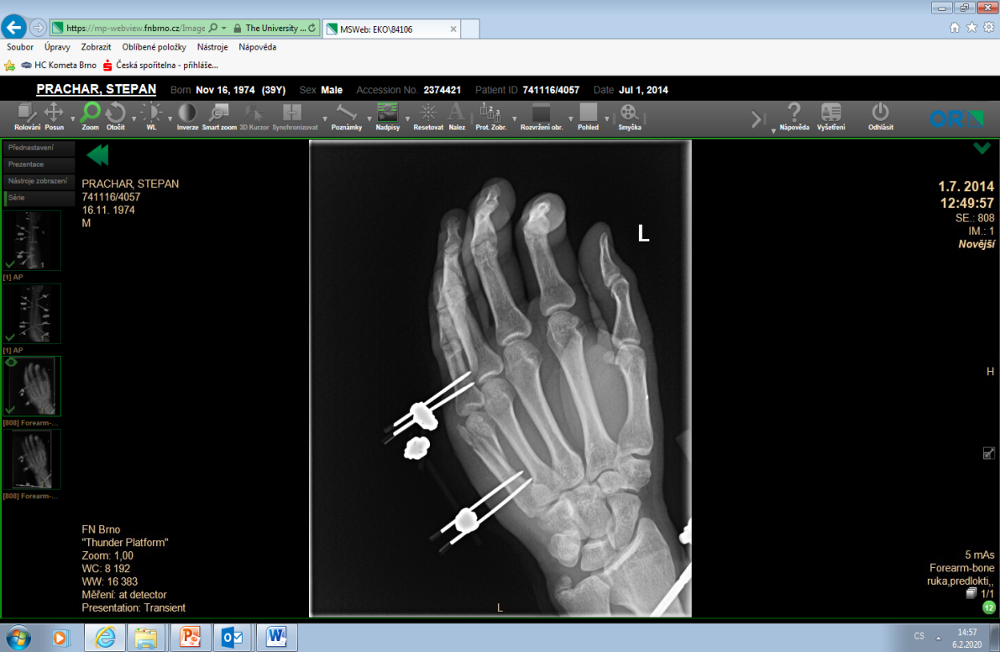 https://mp-webview.fnbrno.cz/Image
The University ...
MSWeb: EKO\84106
Soubor Úpravy Zobrazit Oblíbené položky Nástroje Nápověda
HC Kometa Brno Česká spořitelna - přihláše...
PRACHAR, STEPAN Born Nov 16, 1974 (39Y) Sex Male Accession No. 2374421 Patient ID 741116/4057 Date Jul 1, 2014
Rolování Posun Zoom Otočit WL Inverze Smart zoom 3D Kurzor Synchronizovat Poznámky Nadpisy Resetovat Nalez Prot. Zobr. Rozvržení obr. Pohled Smyčka Nápověda Vyšetření Odhlásit
Přednastavení
Prezentace
Nástroje zobrazení
Série
1
[1] AP
1
[1] AP
1
[808] Forearm-...
[808] Forearm-...
PRACHAR, STEPAN
741116/4057
16.11. 1974
M
L
1.7. 2014
12:49:57
SE.: 808
IM.: 1
Novější
H
FN Brno
"Thunder Platform"
Zoom: 1,00
WC: 8 192
WW: 16 383
Měření: at detector
Presentation: Transient
L
5 mAs
Forearm-bone
ruka,predlokti,,
1/1
12
CS
14:57
6.2.2020